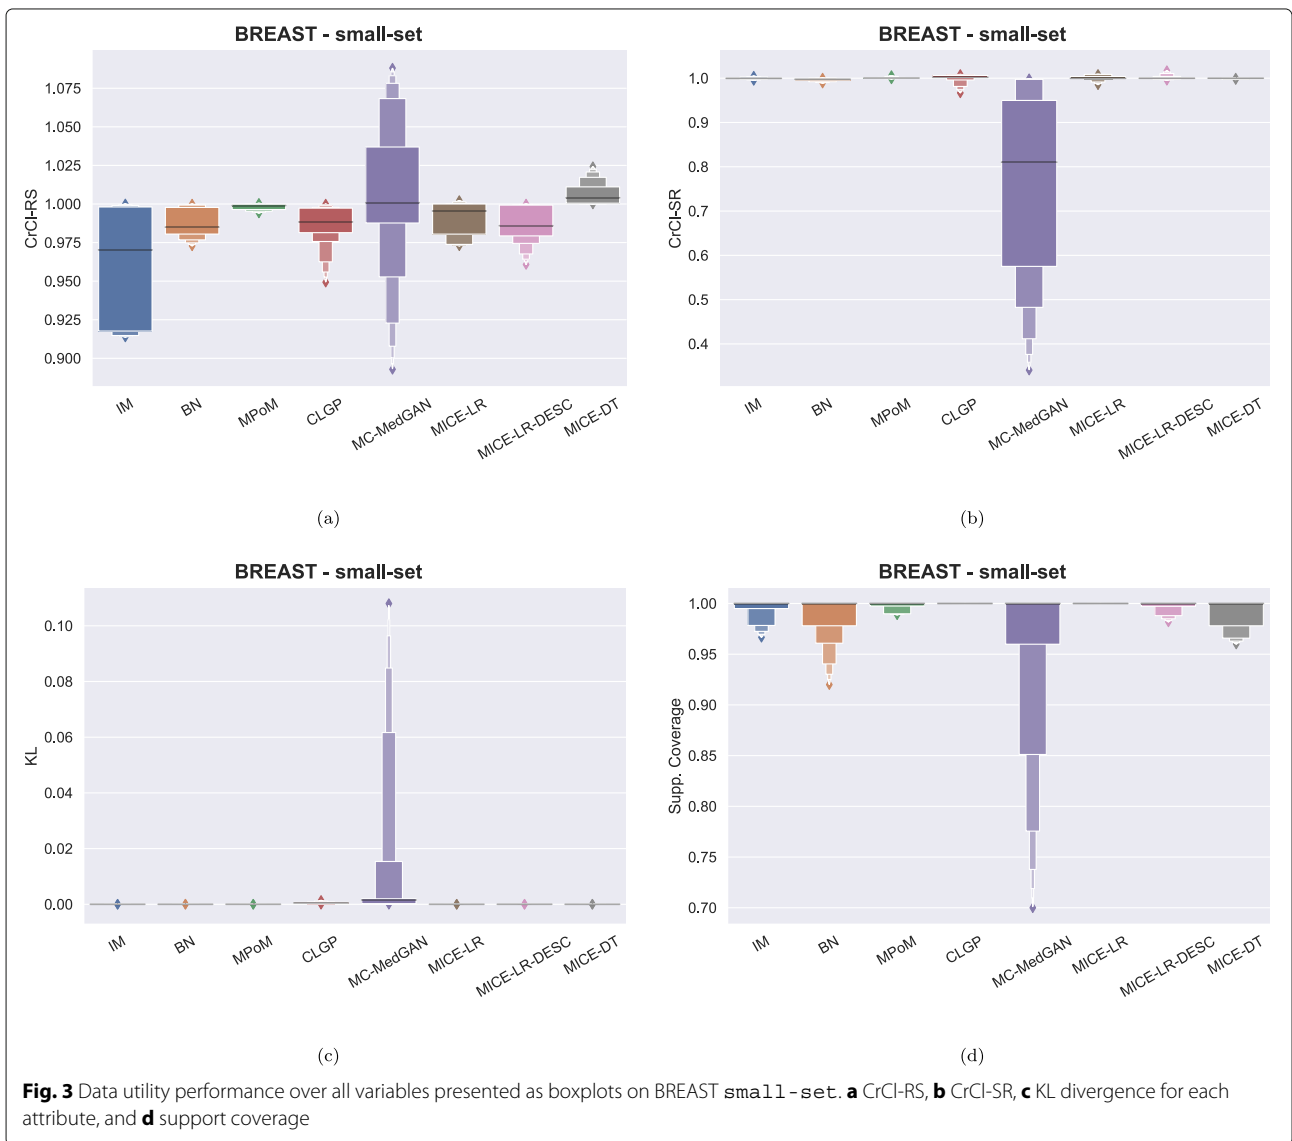 BREAST - small-set
CrCl-RS
1.075
1.050
1.025
1.000
0.975
0.950
0.925
0.900
IM
BN
MPoM
CLGP
MC-MedGAN
MICE-LR
MICE-LR-DESC
MICE-DT
(a)
BREAST - small-set
CrCl-SR
1.0
0.9
0.8
0.7
0.6
0.5
0.4
IM
BN
MPoM
CLGP
MC-MedGAN
MICE-LR
MICE-LR-DESC
MICE-DT
(b)
BREAST - small-set
KL
0.10
0.08
0.06
0.04
0.02
0.00
IM
BN
MPoM
CLGP
MC-MedGAN
MICE-LR
MICE-LR-DESC
MICE-DT
(c)
BREAST - small-set
Supp. Coverage
1.00
0.95
0.90
0.85
0.80
0.75
0.70
IM
BN
MPoM
CLGP
MC-MedGAN
MICE-LR
MICE-LR-DESC
MICE-DT
(d)
Fig. 3 Data utility performance over all variables presented as boxplots on BREAST small-set. a CrCl-RS, b CrCl-SR, c KL divergence for each
attribute, and d support coverage